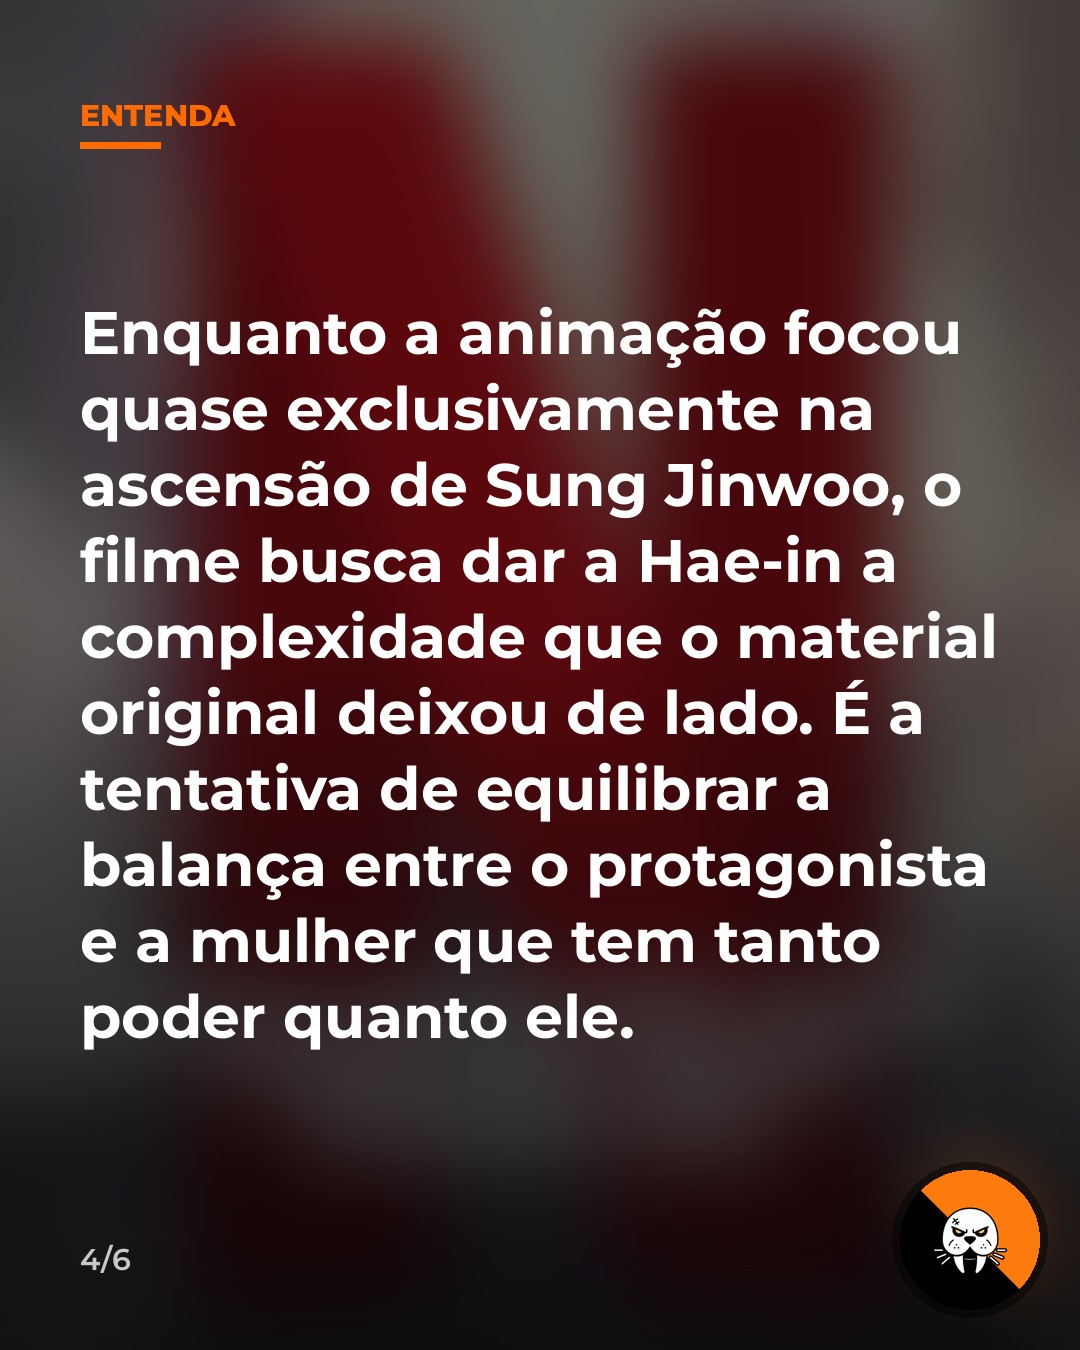 ENTENDA
Enquanto a animação focou
quase exclusivamente na
ascensão de Sung Jinwoo, o
filme busca dar a Hae-in a
complexidade que o material
original deixou de lado. É a
tentativa de equilibrar a
balança entre o protagonista
e a mulher que tem tanto
poder quanto ele.
4/6